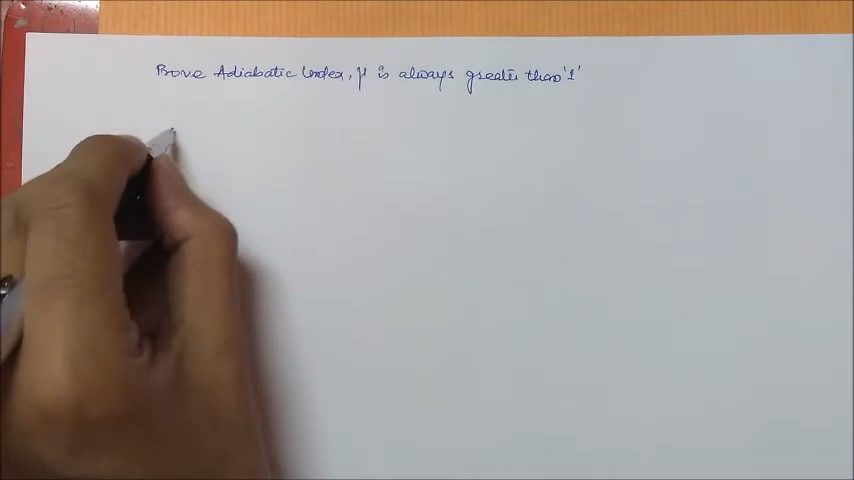 Prove Adiabatic Index, γ is always greater than '1'